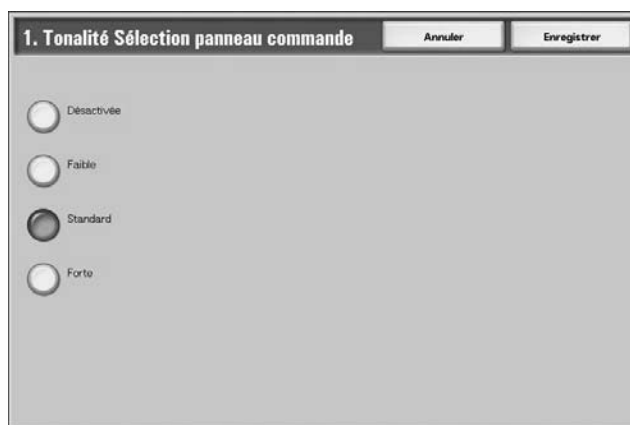 1. Tonalité Sélection panneau commande
Annuler
Enregistrer
Désactivée
Faible
Standard
Forte